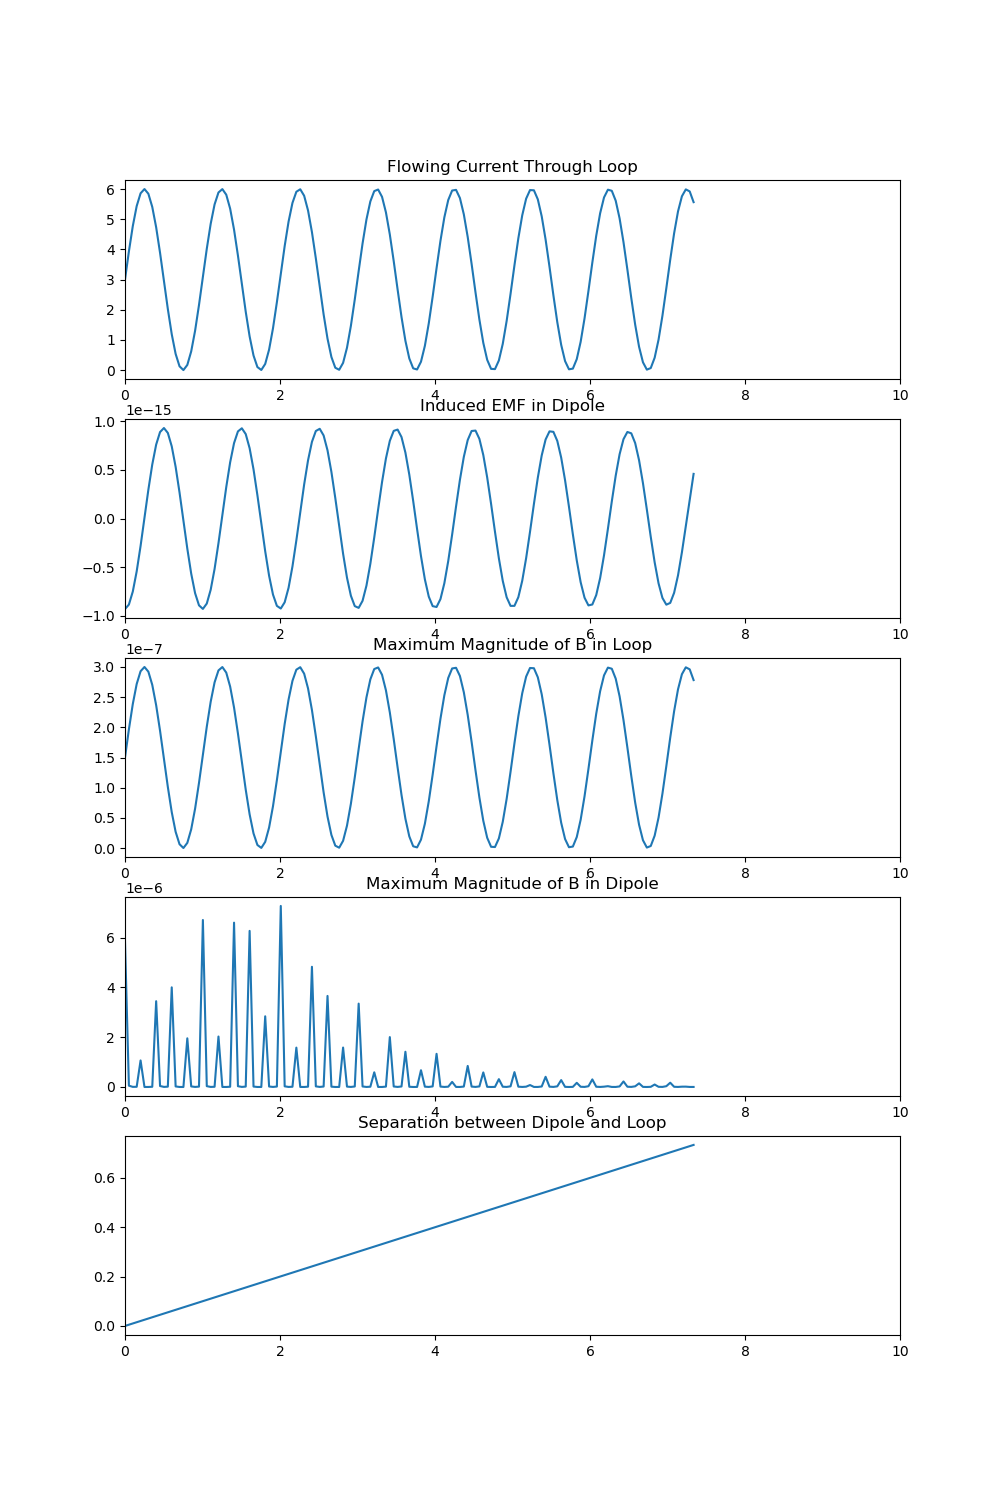 Flowing Current Through Loop
6
5
4
3
2
1
0
0 2 4 6 8 10
Induced EMF in Dipole
1e−15
1.0
0.5
0.0
−0.5
−1.0
0 2 4 6 8 10
Maximum Magnitude of B in Loop
1e−7
3.0
2.5
2.0
1.5
1.0
0.5
0.0
0 2 4 6 8 10
Maximum Magnitude of B in Dipole
1e−6
6
4
2
0
0 2 4 6 8 10
Separation between Dipole and Loop
0.6
0.4
0.2
0.0
0 2 4 6 8 10